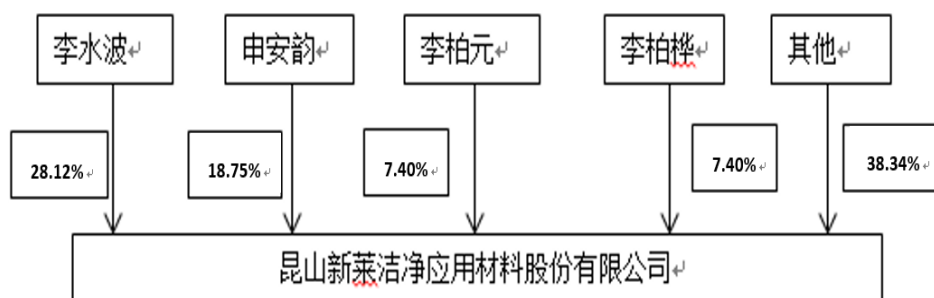 李水波
申安韵
李柏元
李柏桦
其他
28.12%
18.75%
7.40%
7.40%
38.34%
昆山新莱洁净应用材料股份有限公司